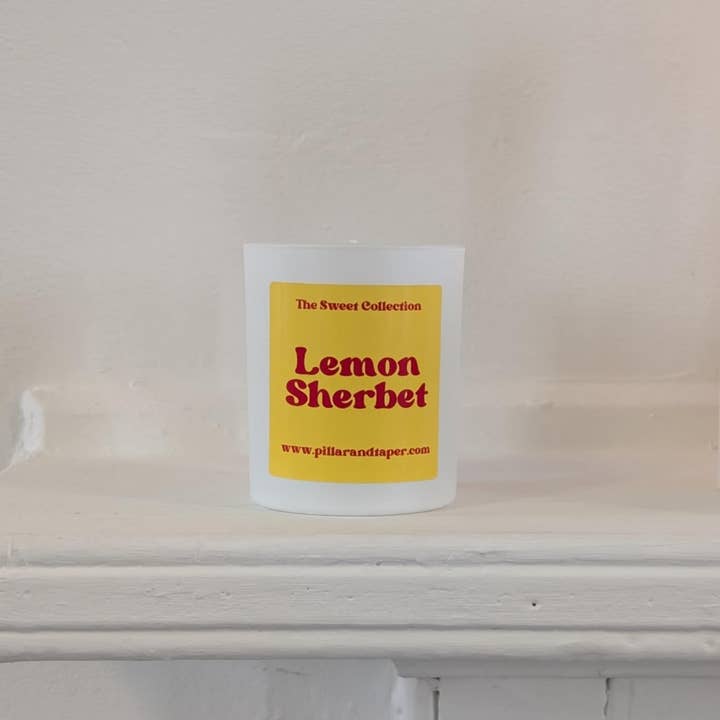 The Sweet Collection
Lemon
Sherbet
www.pillarandtaper.com